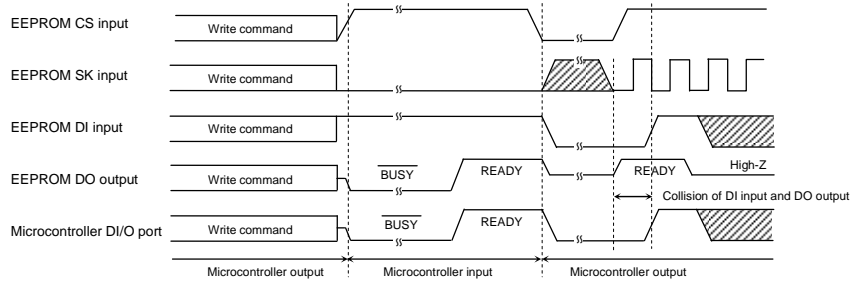 EEPROM CS input
Write command
EEPROM SK input
Write command
EEPROM DI input
Write command
EEPROM DO output
Write command
BUSY
READY
READY
High-Z
Collision of DI input and DO output
Microcontroller DI/O port
Write command
BUSY
READY
Microcontroller output
Microcontroller input
Microcontroller output